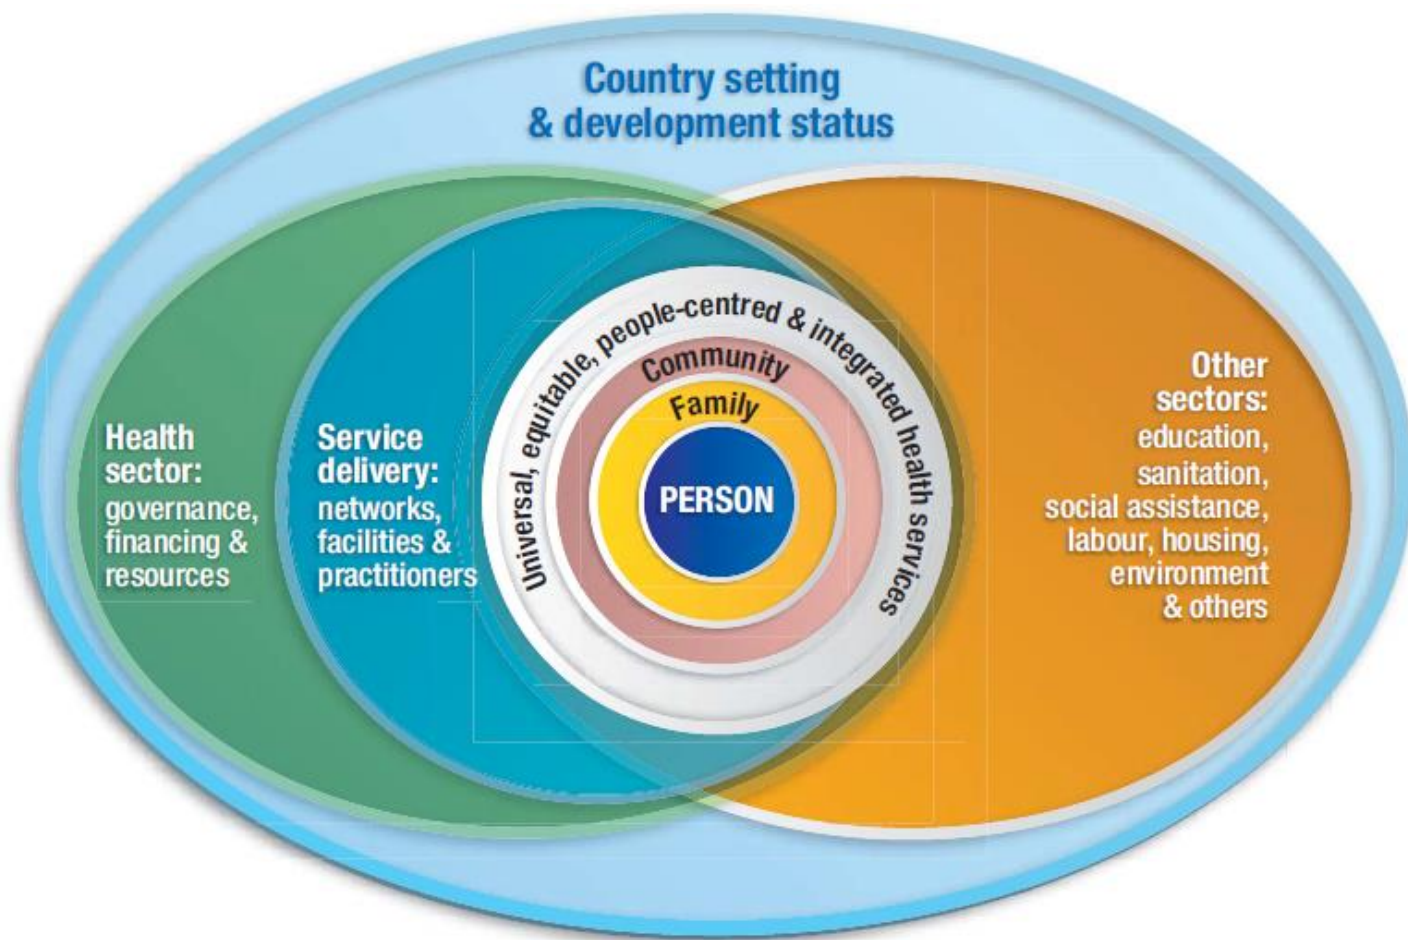 Country setting
& development status
Universal, equitable, people-centred & integrated health services
Community
Family
PERSON
Health
sector:
governance,
financing &
resources
Service
delivery:
networks,
facilities &
practitioners
Other
sectors:
education,
sanitation,
social assistance,
labour, housing,
environment
& others